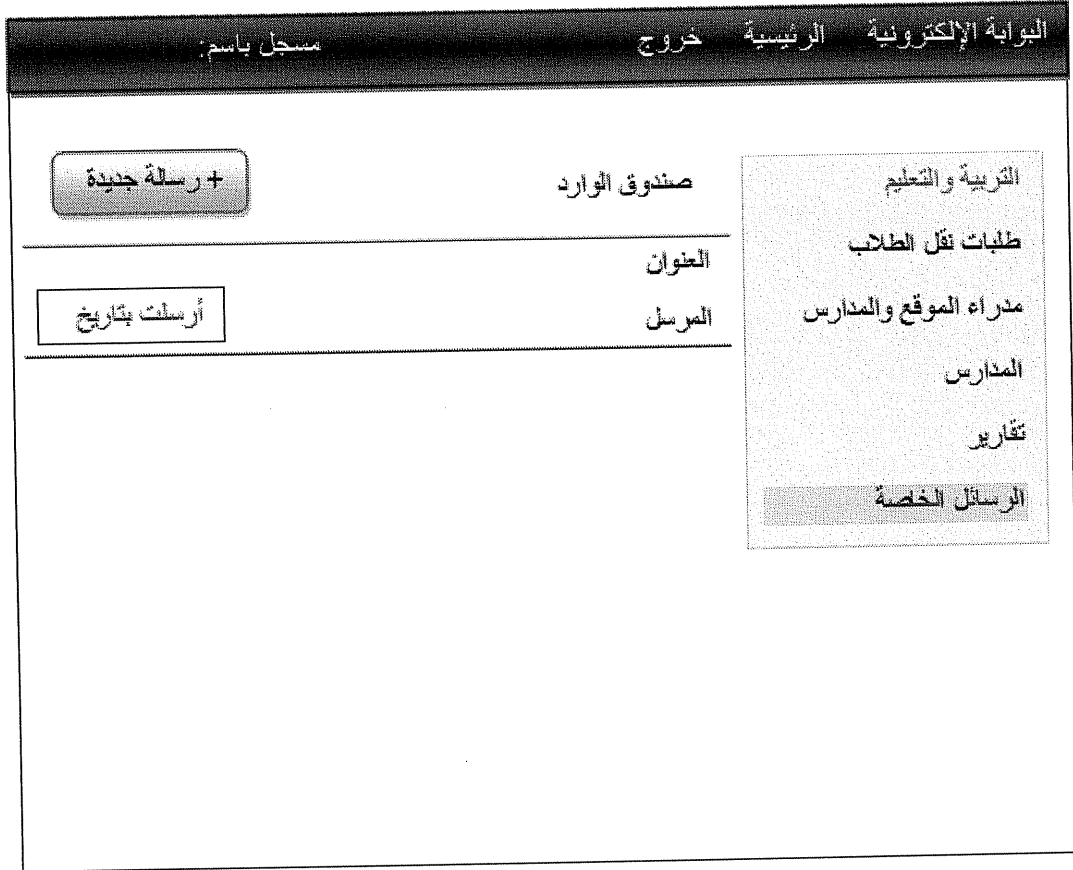 البوابة الإلكترونية الرئيسية خروج مسجل باسم:
التربية والتعليم
طلبات نقل الطلاب
مدراء الموقع والمدارس
المدارس
تقارير
الرسائل الخاصة
صندوق الوارد
+ رسالة جديدة
العنوان
المرسل
أرسلت بتاريخ